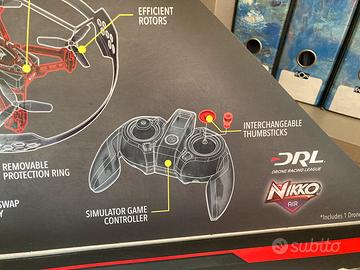 EFFICIENT
ROTORS
INTERCHANGEABLE
THUMBSTICKS
REMOVABLE
PROTECTION RING
DRL
DRONE RACING LEAGUE
NIKKO
AIR
SWAP
SIMULATOR GAME
CONTROLLER
*Includes 1 Drone
subito